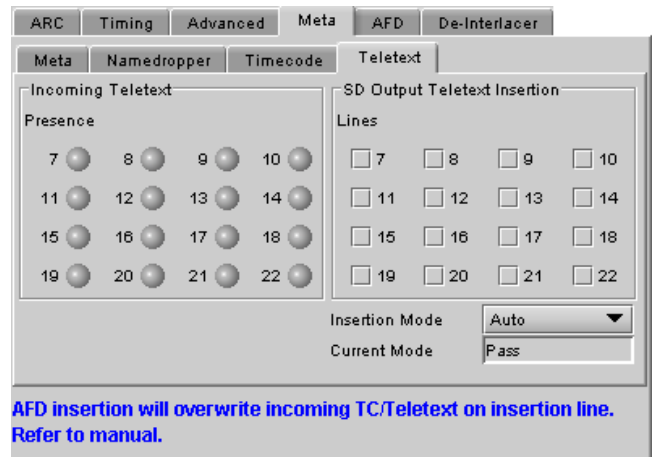 ARC Timing Advanced Meta AFD De-Interlacer
Meta Namedropper Timecode Teletext
Incoming Teletext
Presence
7 8 9 10
11 12 13 14
15 16 17 18
19 20 21 22
SD Output Teletext Insertion
Lines
7 8 9 10
11 12 13 14
15 16 17 18
19 20 21 22
Insertion Mode Auto
Current Mode Pass
AFD insertion will overwrite incoming TC/Teletext on insertion line.
Refer to manual.